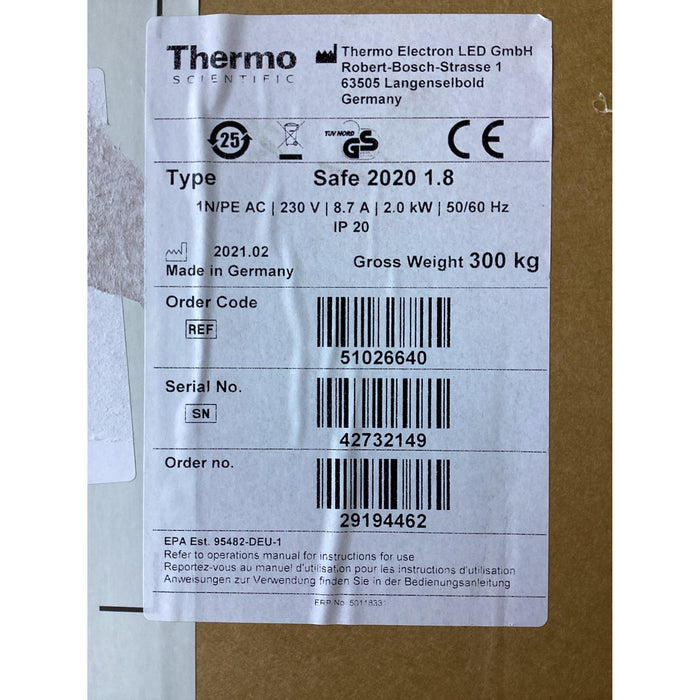 Thermo
SCIENTIFIC
Thermo Electron LED GmbH
Robert-Bosch-Strasse 1
63505 Langenselbold
Germany
25
TÜV NORD
GS
CE
Type Safe 2020 1.8
1N/PE AC | 230 V | 8.7 A | 2.0 kW | 50/60 Hz
IP 20
2021.02
Made in Germany
Gross Weight 300 kg
Order Code
REF
51026640
Serial No.
SN
42732149
Order no.
29194462
EPA Est. 95482-DEU-1
Refer to operations manual for instructions for use
Reportez-vous au manuel d'utilisation pour les instructions d'utilisation
Anweisungen zur Verwendung finden Sie in der Bedienungsanleitung
ERP No. 50118331